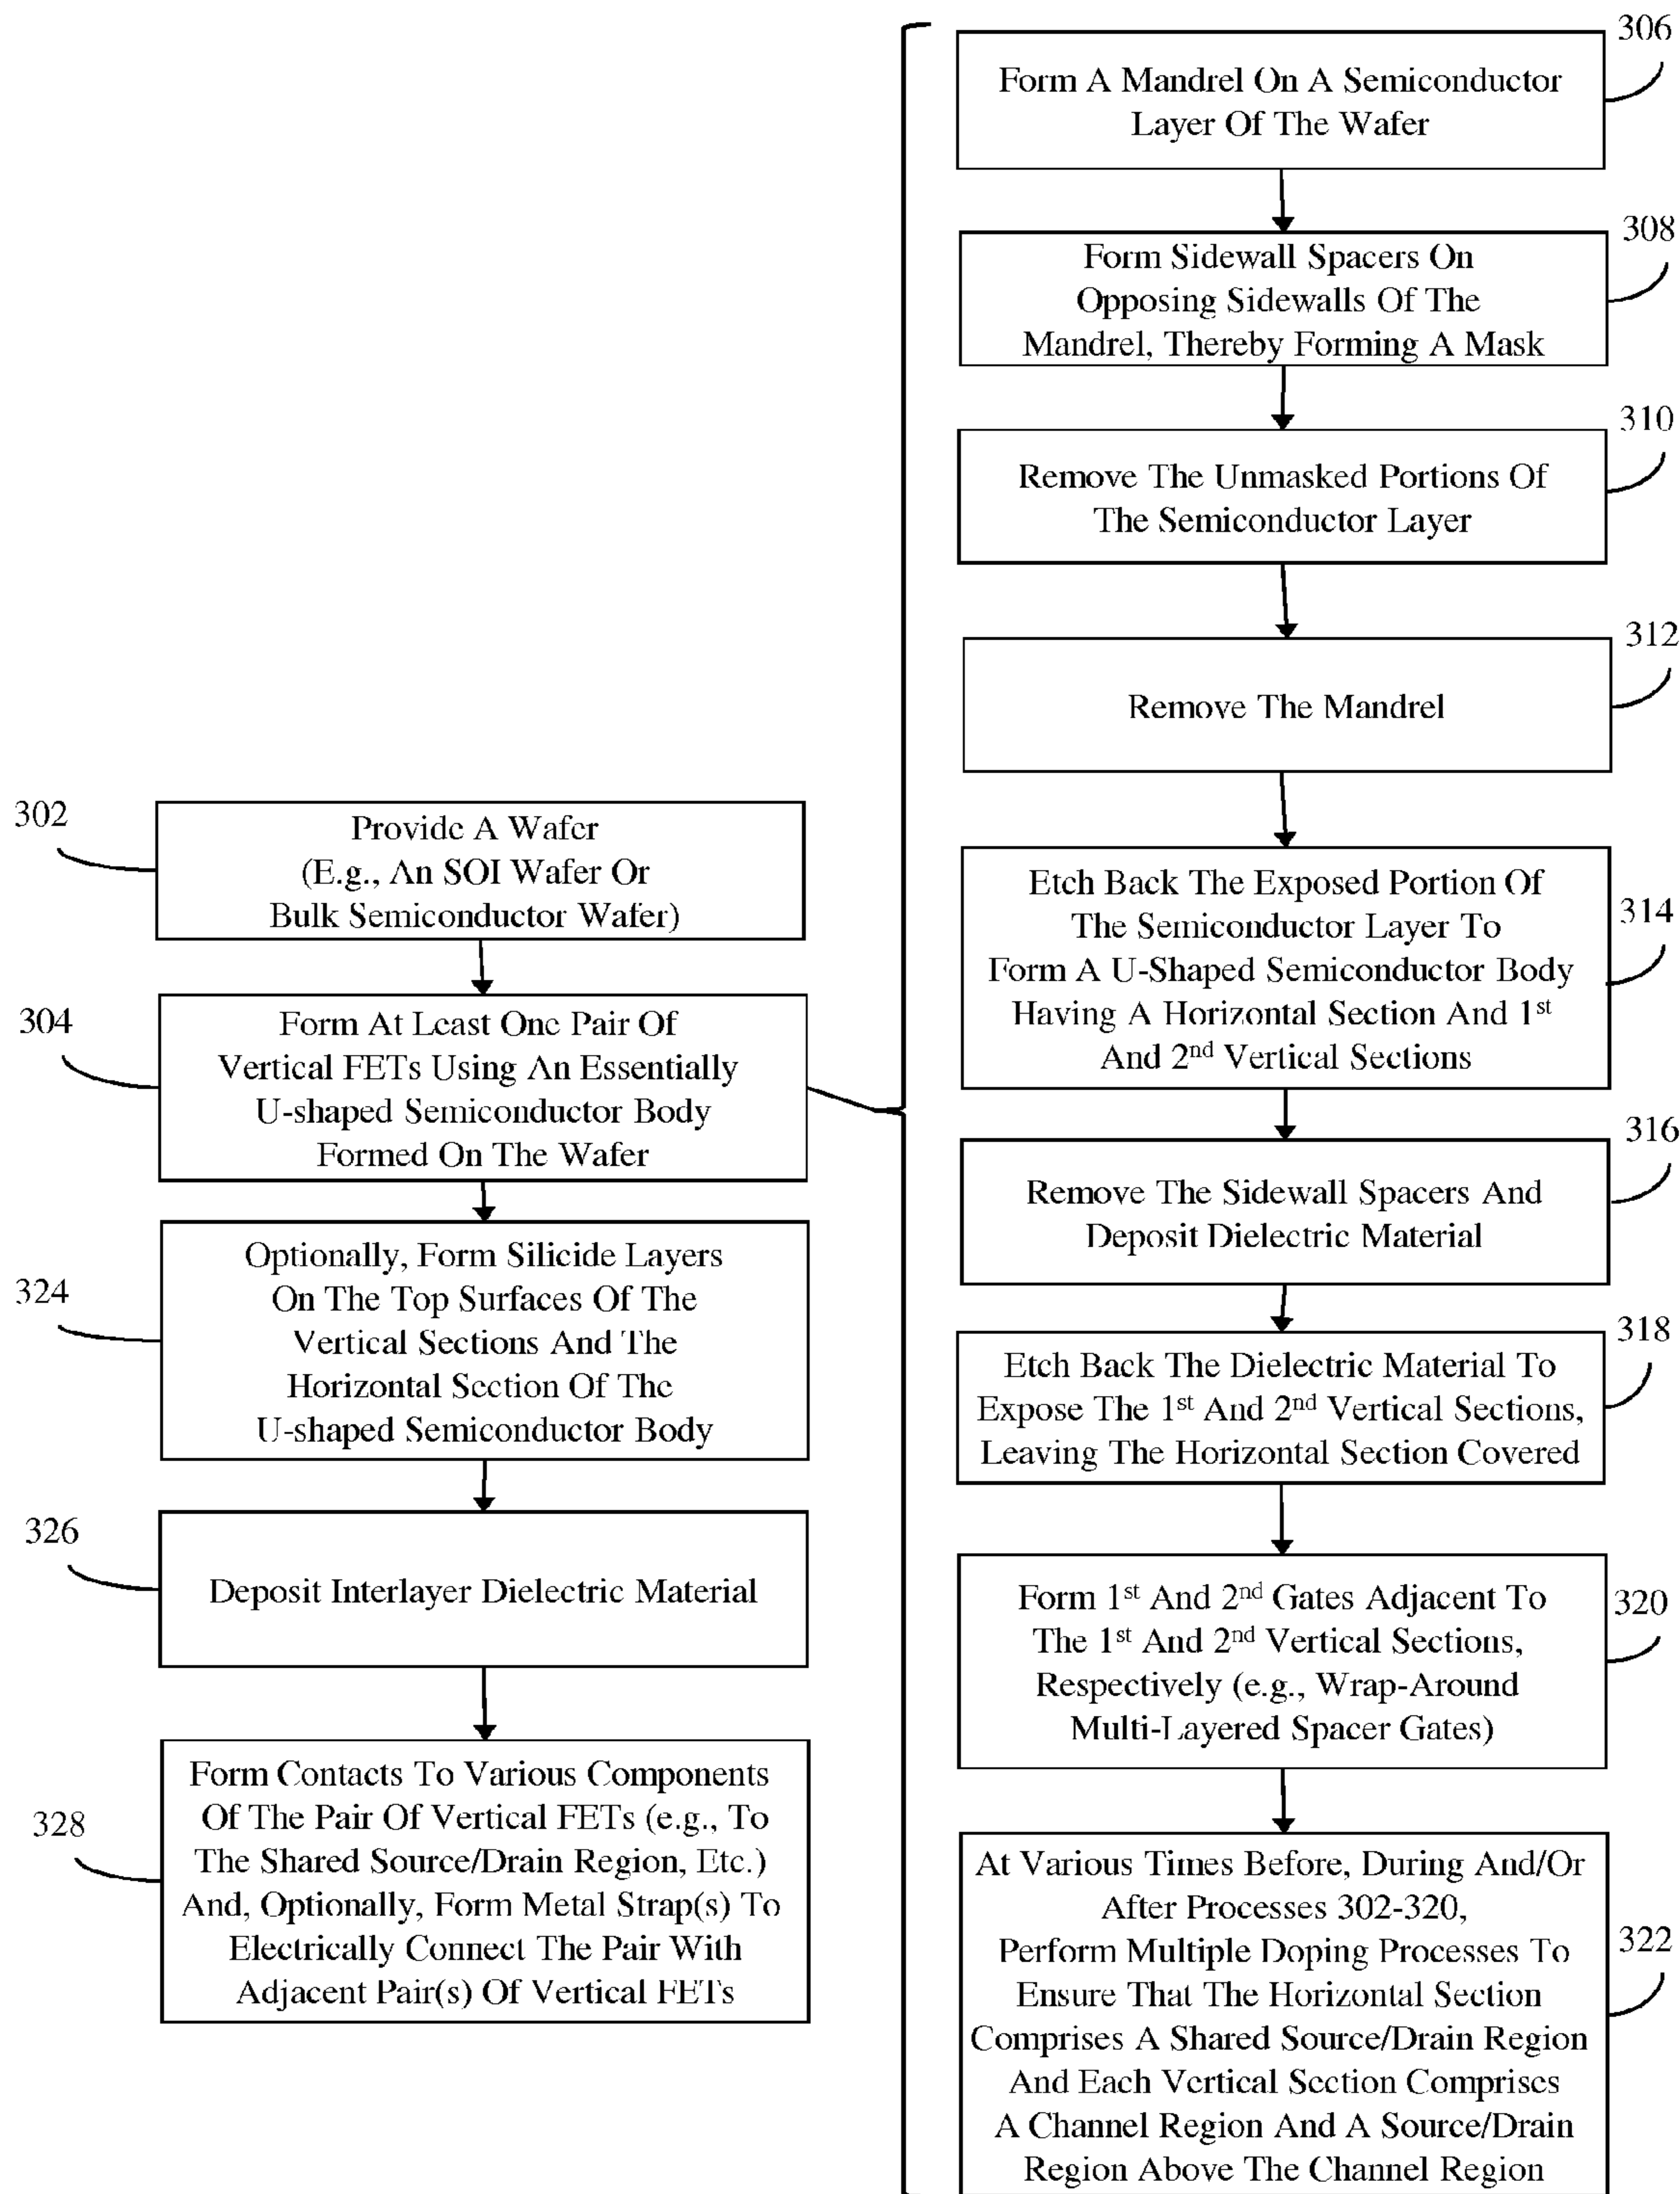 302
Provide A Wafer
(E.g., An SOI Wafer Or
Bulk Semiconductor Wafer)
304
Form At Least One Pair Of
Vertical FETs Using An Essentially
U-shaped Semiconductor Body
Formed On The Wafer
324
Optionally, Form Silicide Layers
On The Top Surfaces Of The
Vertical Sections And The
Horizontal Section Of The
U-shaped Semiconductor Body
326
Deposit Interlayer Dielectric Material
328
Form Contacts To Various Components
Of The Pair Of Vertical FETs (e.g., To
The Shared Source/Drain Region, Etc.)
And, Optionally, Form Metal Strap(s) To
Electrically Connect The Pair With
Adjacent Pair(s) Of Vertical FETs
306
Form A Mandrel On A Semiconductor
Layer Of The Wafer
308
Form Sidewall Spacers On
Opposing Sidewalls Of The
Mandrel, Thereby Forming A Mask
310
Remove The Unmasked Portions Of
The Semiconductor Layer
312
Remove The Mandrel
314
Etch Back The Exposed Portion Of
The Semiconductor Layer To
Form A U-Shaped Semiconductor Body
Having A Horizontal Section And 1st
And 2nd Vertical Sections
316
Remove The Sidewall Spacers And
Deposit Dielectric Material
318
Etch Back The Dielectric Material To
Expose The 1st And 2nd Vertical Sections,
Leaving The Horizontal Section Covered
320
Form 1st And 2nd Gates Adjacent To
The 1st And 2nd Vertical Sections,
Respectively (e.g., Wrap-Around
Multi-Layered Spacer Gates)
322
At Various Times Before, During And/Or
After Processes 302-320,
Perform Multiple Doping Processes To
Ensure That The Horizontal Section
Comprises A Shared Source/Drain Region
And Each Vertical Section Comprises
A Channel Region And A Source/Drain
Region Above The Channel Region